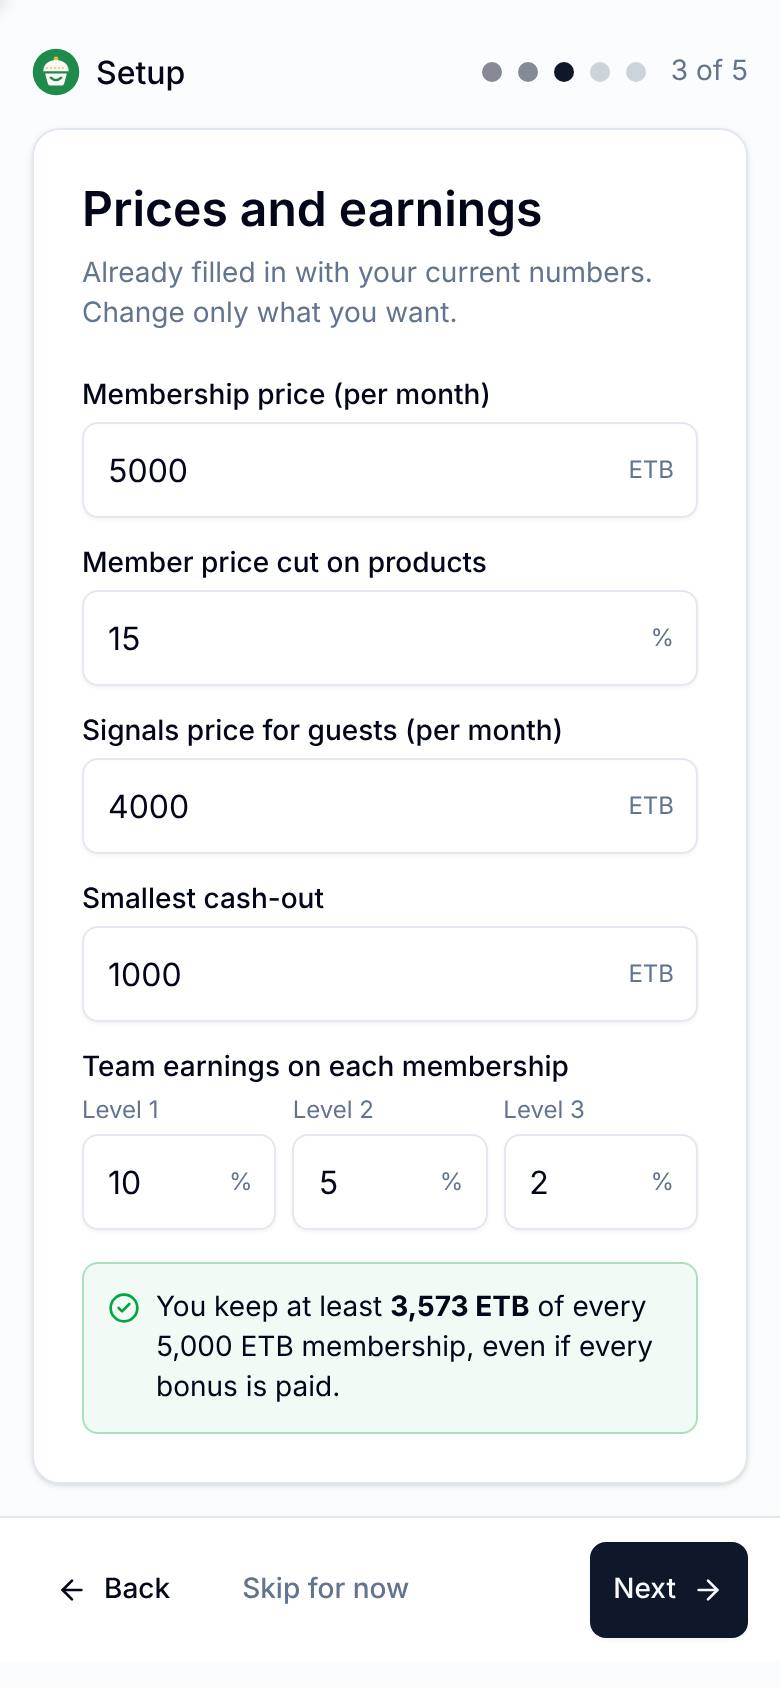 Setup
3 of 5
Prices and earnings
Already filled in with your current numbers.
Change only what you want.
Membership price (per month)
5000 ETB
Member price cut on products
15 %
Signals price for guests (per month)
4000 ETB
Smallest cash-out
1000 ETB
Team earnings on each membership
Level 1 Level 2 Level 3
10 % 5 % 2 %
You keep at least 3,573 ETB of every
5,000 ETB membership, even if every
bonus is paid.
Back Skip for now Next